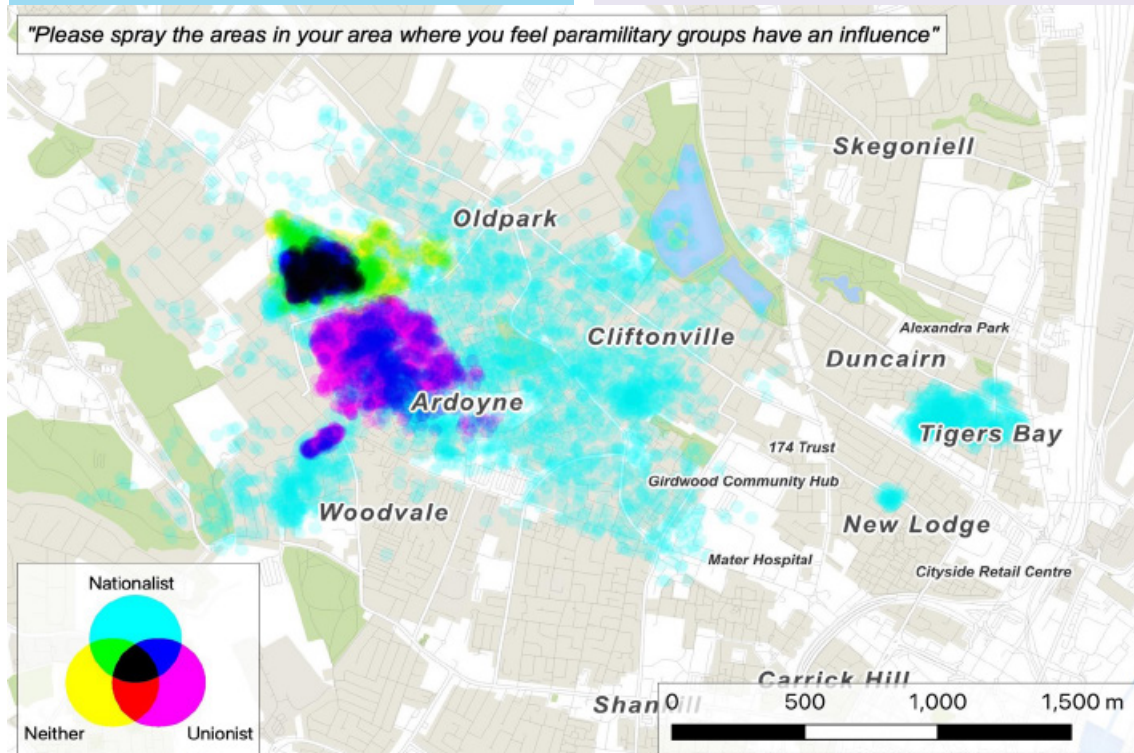 "Please spray the areas in your area where you feel paramilitary groups have an influence"
Skegoniell
Oldpark
Alexandra Park
Cliftonville
Duncairn
Ardoyne
Tigers Bay
174 Trust
Girdwood Community Hub
Woodvale
New Lodge
Mater Hospital
Cityside Retail Centre
Nationalist
Neither
Unionist
Carrick Hill
Shankill
0 500 1,000 1,500 m